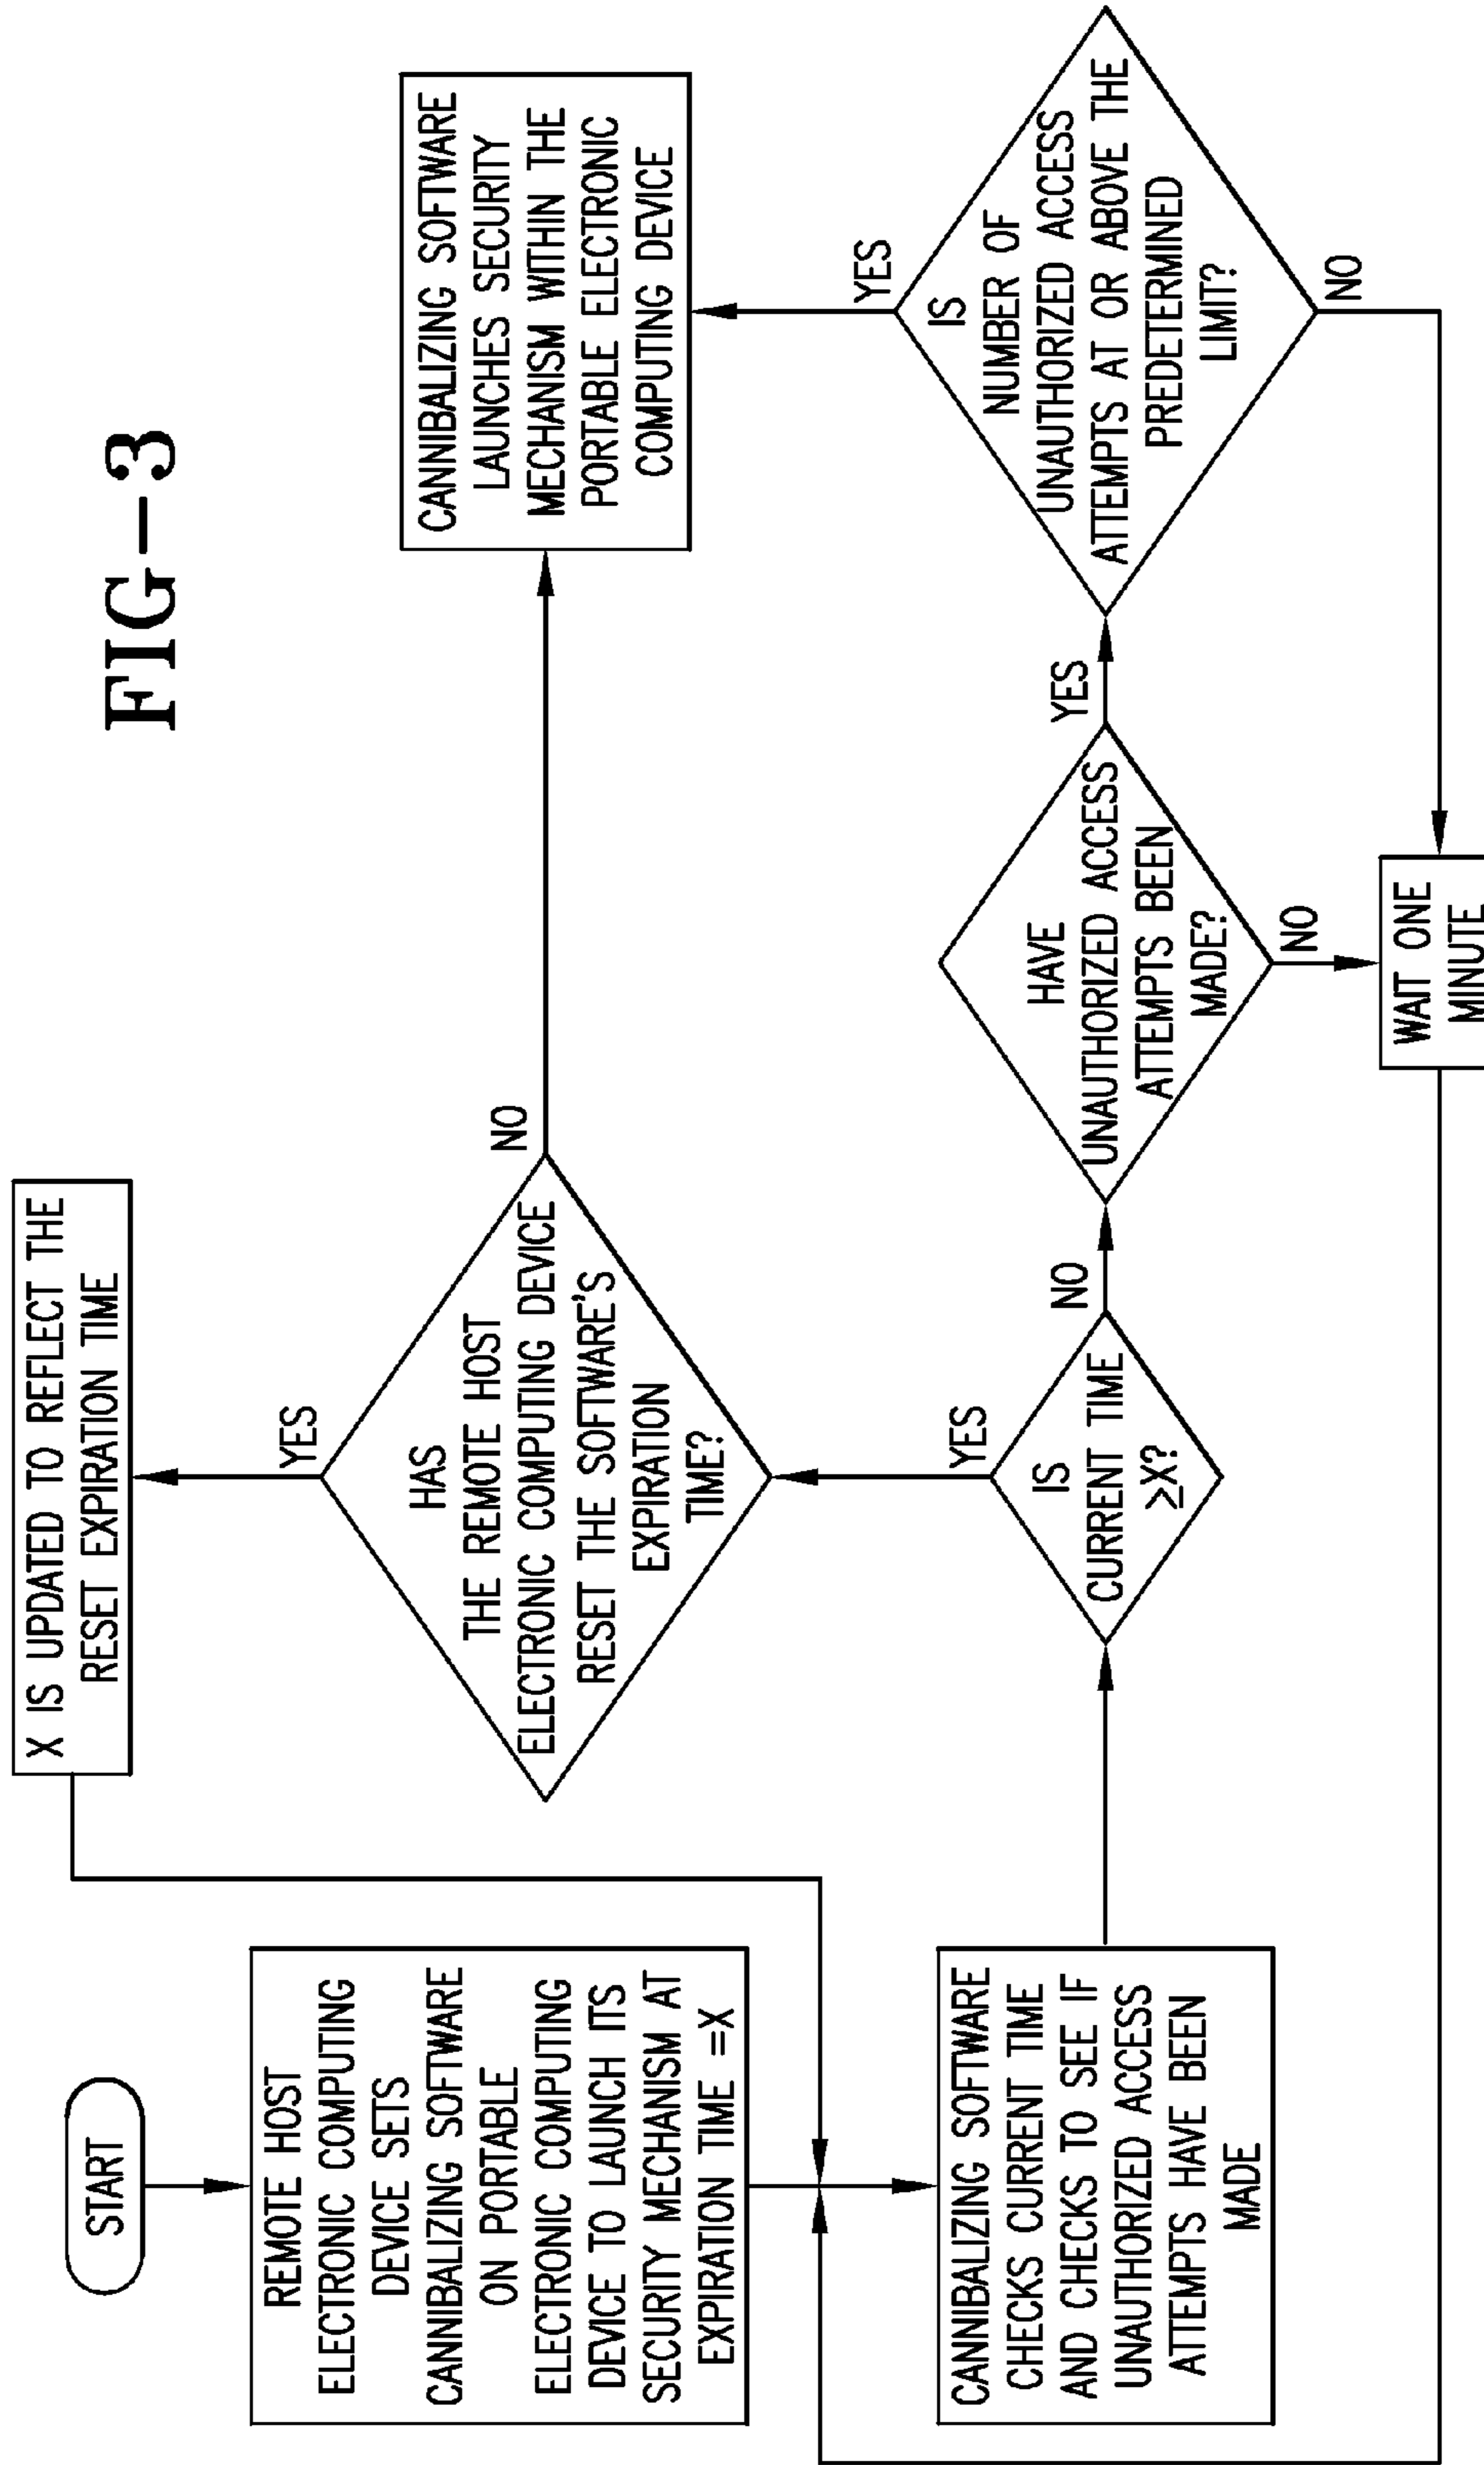 FIG-3
START
REMOTE HOST
ELECTRONIC COMPUTING
DEVICE SETS
CANNIBALIZING SOFTWARE
ON PORTABLE
ELECTRONIC COMPUTING
DEVICE TO LAUNCH ITS
SECURITY MECHANISM AT
EXPIRATION TIME =X
CANNIBALIZING SOFTWARE
CHECKS CURRENT TIME
AND CHECKS TO SEE IF
UNAUTHORIZED ACCESS
ATTEMPTS HAVE BEEN
MADE
IS
CURRENT TIME
≥X?
YES
NO
HAS
THE REMOTE HOST
ELECTRONIC COMPUTING DEVICE
RESET THE SOFTWARE'S
EXPIRATION
TIME?
YES
NO
X IS UPDATED TO REFLECT THE
RESET EXPIRATION TIME
CANNIBALIZING SOFTWARE
LAUNCHES SECURITY
MECHANISM WITHIN THE
PORTABLE ELECTRONIC
COMPUTING DEVICE
HAVE
UNAUTHORIZED ACCESS
ATTEMPTS BEEN
MADE?
YES
NO
IS
NUMBER OF
UNAUTHORIZED ACCESS
ATTEMPTS AT OR ABOVE THE
PREDETERMINED
LIMIT?
YES
NO
WAIT ONE
MINUTE